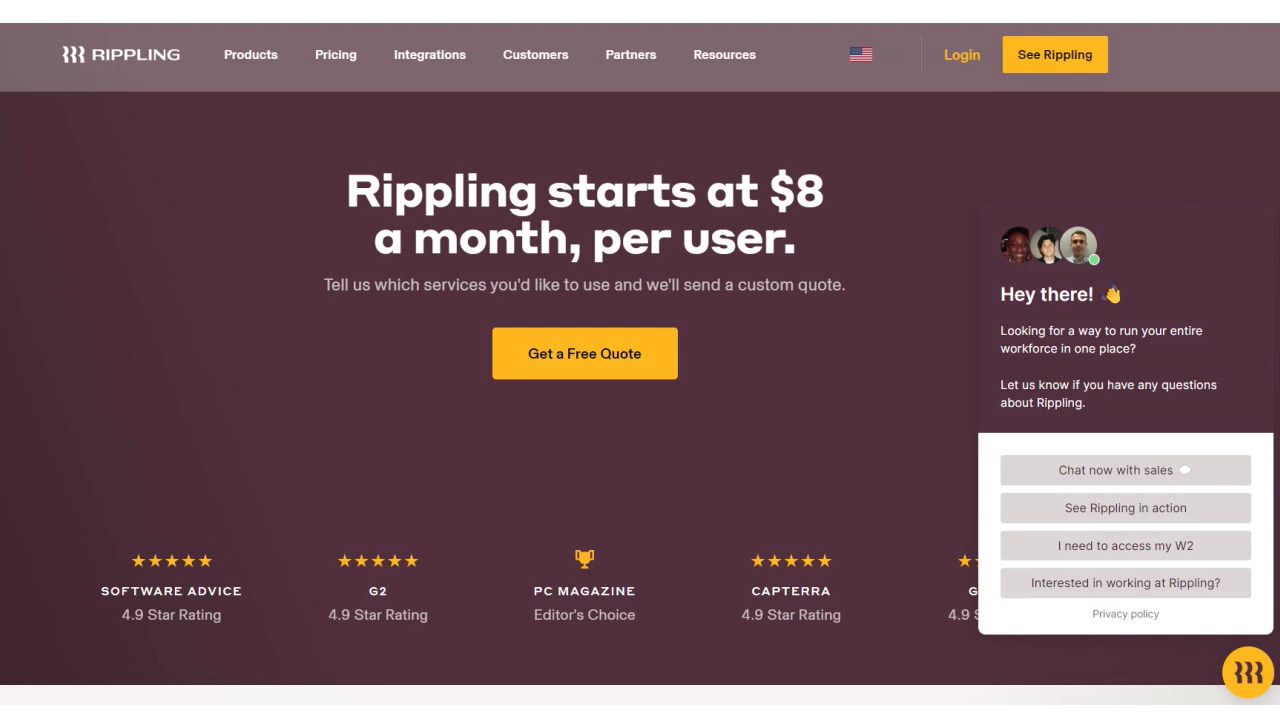 RIPPLING
Products
Pricing
Integrations
Customers
Partners
Resources
Login
See Rippling
Rippling starts at $8
a month, per user.
Tell us which services you'd like to use and we'll send a custom quote.
Get a Free Quote
SOFTWARE ADVICE
4.9 Star Rating
G2
4.9 Star Rating
PC MAGAZINE
Editor's Choice
CAPTERRA
4.9 Star Rating
G
4.9 S
Hey there! 👋
Looking for a way to run your entire
workforce in one place?
Let us know if you have any questions
about Rippling.
Chat now with sales 💬
See Rippling in action
I need to access my W2
Interested in working at Rippling?
Privacy policy